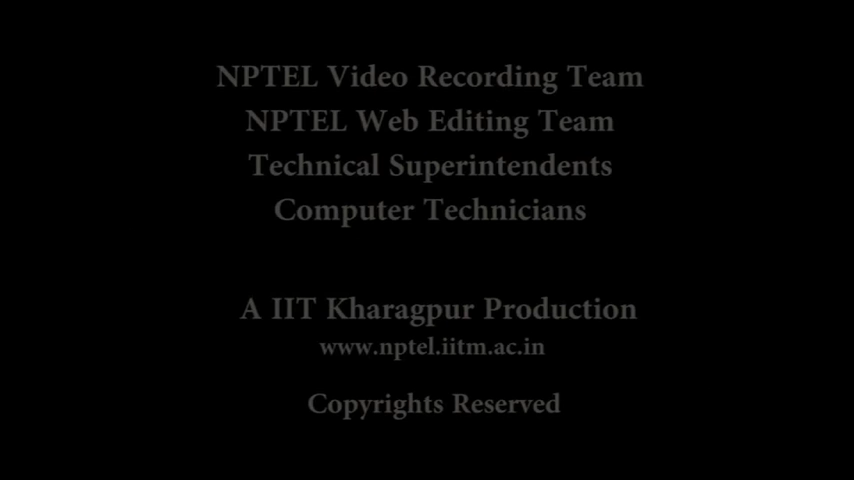 NPTEL Video Recording Team
NPTEL Web Editing Team
Technical Superintendents
Computer Technicians
A IIT Kharagpur Production
www.nptel.iitm.ac.in
Copyrights Reserved